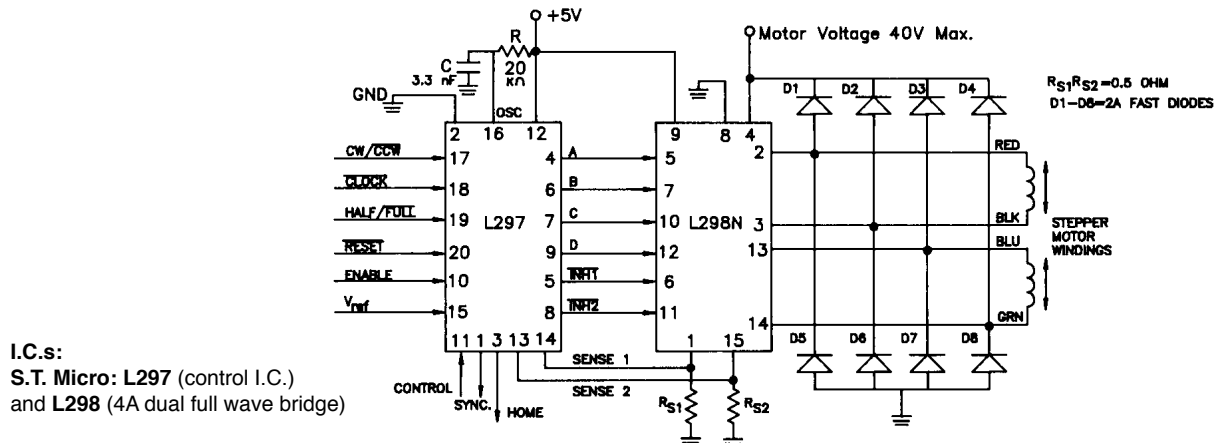 +5V
Motor Voltage 40V Max.
R
20
KΩ
C
3.3 nF
GND
OSC
2 16 12
9 8 4
D1 D2 D3 D4
RS1RS2=0.5 OHM
D1-D6=2A FAST DIODES
CW/CCW 17
CLOCK 18
HALF/FULL 19
RESET 20
ENABLE 10
Vref 15
L297
4 A 5
6 B 7
7 C 10
9 D 12
5 INH1 6
8 INH2 11
L298N
2 RED
3 BLK
13 BLU
14 GRN
STEPPER
MOTOR
WINDINGS
D5 D6 D7 D8
11 1 3 13 14
1 15
SENSE 1
SENSE 2
CONTROL
SYNC.
HOME
RS1 RS2
I.C.s:
S.T. Micro: L297 (control I.C.)
and L298 (4A dual full wave bridge)